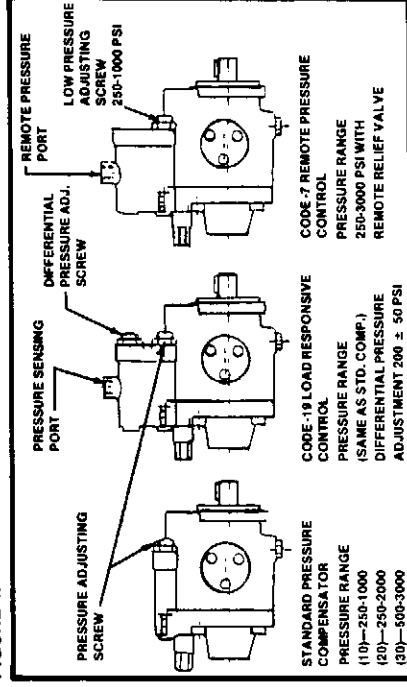 PRESSURE ADJUSTING
SCREW
PRESSURE SENSING
PORT
DIFFERENTIAL
PRESSURE ADJ.
SCREW
REMOTE PRESSURE
PORT
LOW PRESSURE
ADJUSTING
SCREW
250-1000 PSI
STANDARD PRESSURE
COMPENSATOR
PRESSURE RANGE
(10)—250-1000
(20)—250-2000
(30)—500-3000
CODE -19 LOAD RESPONSIVE
CONTROL
PRESSURE RANGE
(SAME AS STD. COMP.)
DIFFERENTIAL PRESSURE
ADJUSTMENT 200 ± 50 PSI
CODE -7 REMOTE PRESSURE
CONTROL
PRESSURE RANGE
250-3000 PSI WITH
REMOTE RELIEF VALVE